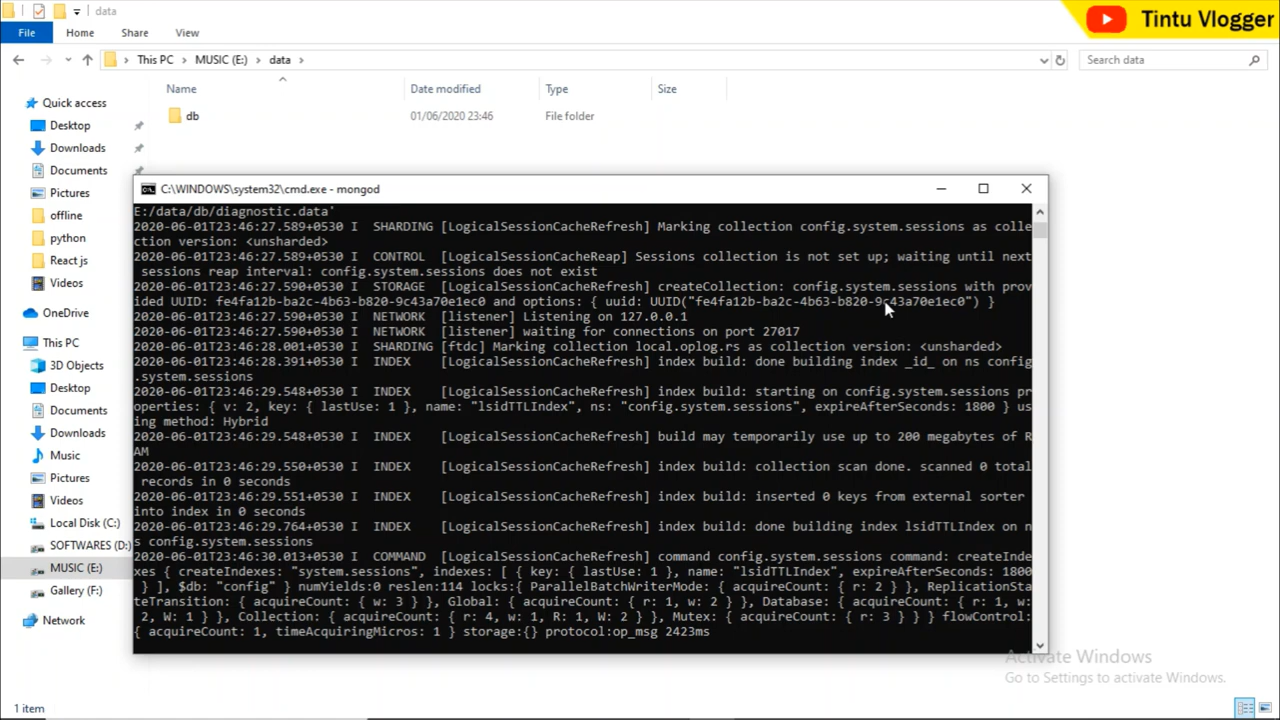 data
Tintu Vlogger
File
Home
Share
View
This PC
MUSIC (E:)
data
Search data
Name
Date modified
Type
Size
db
01/06/2020 23:46
File folder
Quick access
Desktop
Downloads
Documents
Pictures
offline
python
React js
Videos
OneDrive
This PC
3D Objects
Desktop
Documents
Downloads
Music
Pictures
Videos
Local Disk (C:)
SOFTWARES (D:)
MUSIC (E:)
Gallery (F:)
Network
C:\WINDOWS\system32\cmd.exe - mongod
E:/data/db/diagnostic.data'
2020-06-01T23:46:27.589+0530 I  SHARDING [LogicalSessionCacheRefresh] Marking collection config.system.sessions as colle
ction version: <unsharded>
2020-06-01T23:46:27.589+0530 I  CONTROL  [LogicalSessionCacheReap] Sessions collection is not set up; waiting until next
 sessions reap interval: config.system.sessions does not exist
2020-06-01T23:46:27.590+0530 I  STORAGE  [LogicalSessionCacheRefresh] createCollection: config.system.sessions with prov
ided UUID: fe4fa12b-ba2c-4b63-b820-9c43a70e1ec0 and options: { uuid: UUID("fe4fa12b-ba2c-4b63-b820-9c43a70e1ec0") }
2020-06-01T23:46:27.590+0530 I  NETWORK  [listener] Listening on 127.0.0.1
2020-06-01T23:46:27.590+0530 I  NETWORK  [listener] waiting for connections on port 27017
2020-06-01T23:46:28.001+0530 I  SHARDING [ftdc] Marking collection local.oplog.rs as collection version: <unsharded>
2020-06-01T23:46:28.391+0530 I  INDEX    [LogicalSessionCacheRefresh] index build: done building index _id_ on ns config
.system.sessions
2020-06-01T23:46:29.548+0530 I  INDEX    [LogicalSessionCacheRefresh] index build: starting on config.system.sessions pr
operties: { v: 2, key: { lastUse: 1 }, name: "lsidTTLIndex", ns: "config.system.sessions", expireAfterSeconds: 1800 } us
ing method: Hybrid
2020-06-01T23:46:29.548+0530 I  INDEX    [LogicalSessionCacheRefresh] build may temporarily use up to 200 megabytes of R
AM
2020-06-01T23:46:29.550+0530 I  INDEX    [LogicalSessionCacheRefresh] index build: collection scan done. scanned 0 total
 records in 0 seconds
2020-06-01T23:46:29.551+0530 I  INDEX    [LogicalSessionCacheRefresh] index build: inserted 0 keys from external sorter
into index in 0 seconds
2020-06-01T23:46:29.764+0530 I  INDEX    [LogicalSessionCacheRefresh] index build: done building index lsidTTLIndex on n
s config.system.sessions
2020-06-01T23:46:30.013+0530 I  COMMAND  [LogicalSessionCacheRefresh] command config.system.sessions command: createInde
xes { createIndexes: "system.sessions", indexes: [ { key: { lastUse: 1 }, name: "lsidTTLIndex", expireAfterSeconds: 1800
 } ], $db: "config" } numYields:0 reslen:114 locks:{ ParallelBatchWriterMode: { acquireCount: { r: 2 } }, ReplicationSta
teTransition: { acquireCount: { w: 3 } }, Global: { acquireCount: { r: 1, w: 2 } }, Database: { acquireCount: { r: 1, w:
 2, W: 1 } }, Collection: { acquireCount: { r: 4, w: 1, R: 1, W: 2 } }, Mutex: { acquireCount: { r: 3 } } } flowControl:
{ acquireCount: 1, timeAcquiringMicros: 1 } storage:{} protocol:op_msg 2423ms
Activate Windows
Go to Settings to activate Windows.
1 item